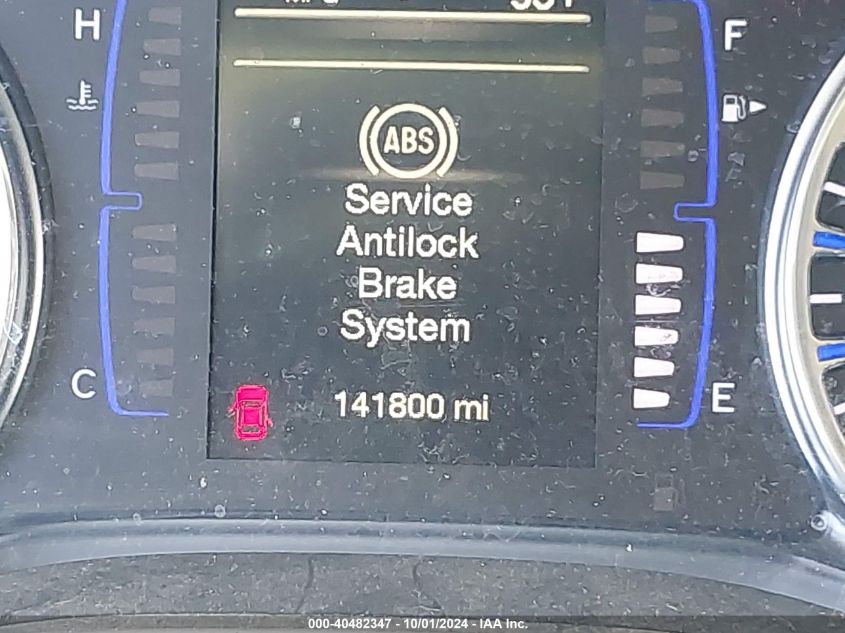 H
F
ABS
Service
Antilock
Brake
System
C
141800 mi
E
000-40482347 - 10/01/2024 - IAA Inc.